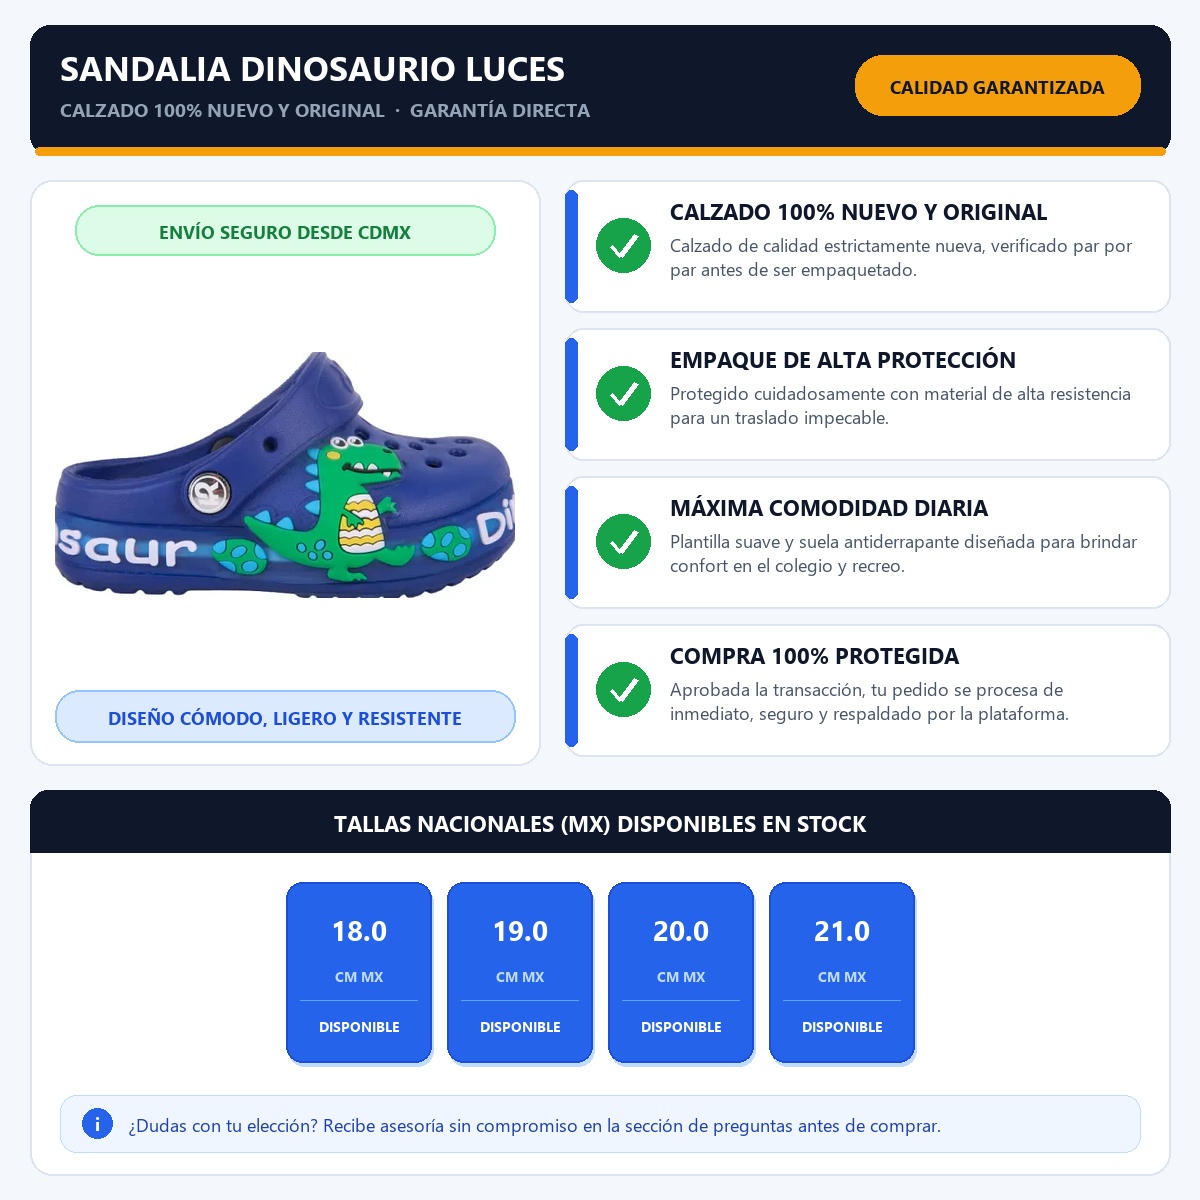 SANDALIA DINOSAURIO LUCES
CALZADO 100% NUEVO Y ORIGINAL · GARANTÍA DIRECTA
CALIDAD GARANTIZADA
ENVÍO SEGURO DESDE CDMX
R
saur
Di
DISEÑO CÓMODO, LIGERO Y RESISTENTE
CALZADO 100% NUEVO Y ORIGINAL
Calzado de calidad estrictamente nueva, verificado par por
par antes de ser empaquetado.
EMPAQUE DE ALTA PROTECCIÓN
Protegido cuidadosamente con material de alta resistencia
para un traslado impecable.
MÁXIMA COMODIDAD DIARIA
Plantilla suave y suela antiderrapante diseñada para brindar
confort en el colegio y recreo.
COMPRA 100% PROTEGIDA
Aprobada la transacción, tu pedido se procesa de
inmediato, seguro y respaldado por la plataforma.
TALLAS NACIONALES (MX) DISPONIBLES EN STOCK
18.0
CM MX
DISPONIBLE
19.0
CM MX
DISPONIBLE
20.0
CM MX
DISPONIBLE
21.0
CM MX
DISPONIBLE
¿Dudas con tu elección? Recibe asesoría sin compromiso en la sección de preguntas antes de comprar.